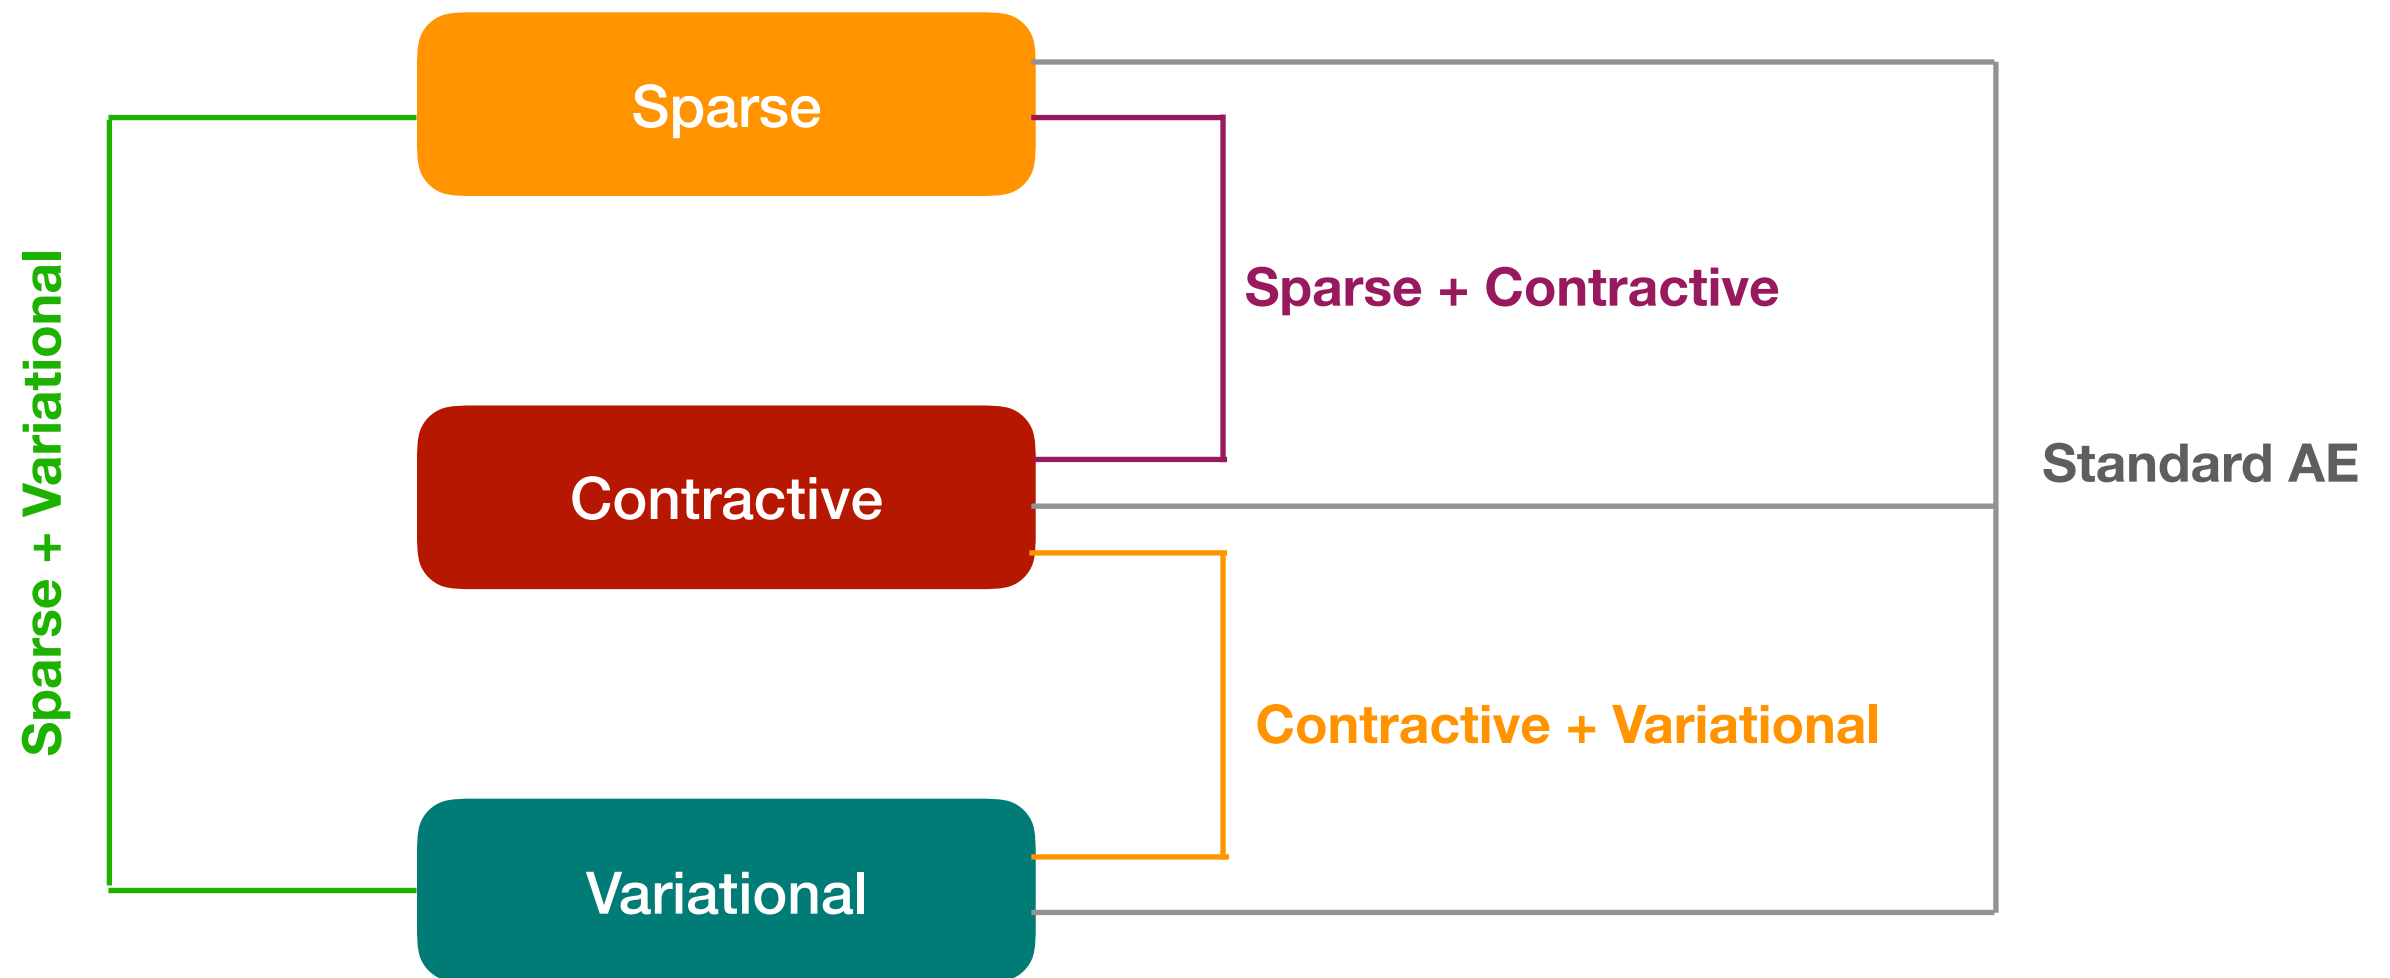 Sparse
Sparse + Variational
Sparse + Contractive
Standard AE
Contractive
Contractive + Variational
Variational